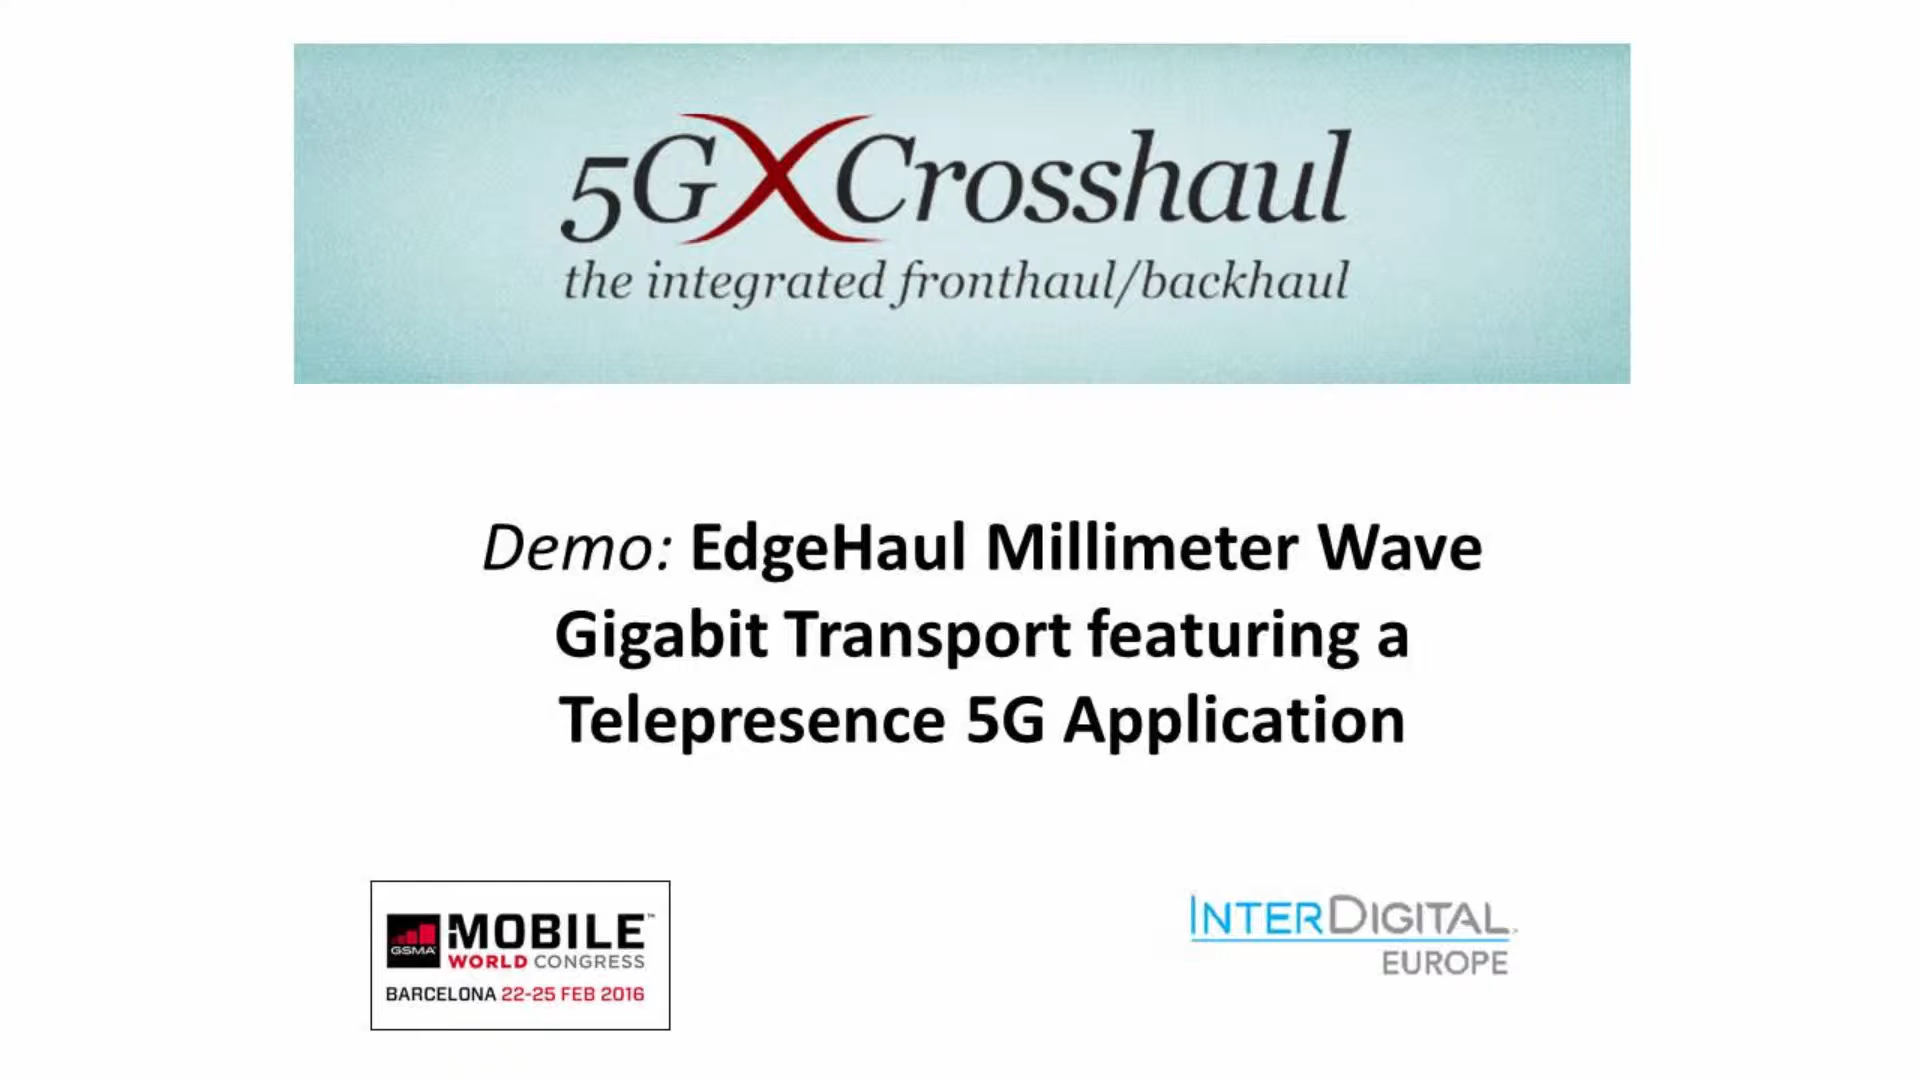 5GXCrosshaul
the integrated fronthaul/backhaul
Demo: EdgeHaul Millimeter Wave
Gigabit Transport featuring a
Telepresence 5G Application
GSMA MOBILE™
WORLD CONGRESS
BARCELONA 22-25 FEB 2016
INTERDIGITAL
EUROPE